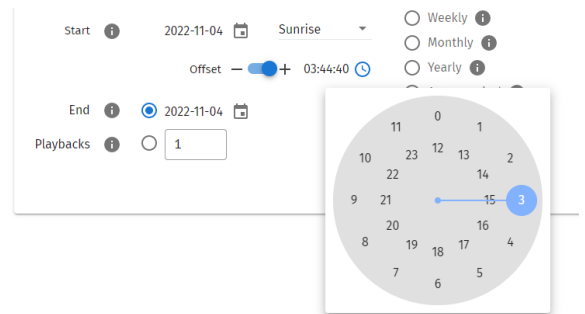 Start i 2022-11-04 Sunrise
Offset − + 03:44:40
End i 2022-11-04
Playbacks i 1
Weekly i
Monthly i
Yearly i
0
11 1
12
23 13
10 2
22 14
9 21 15 3
20 16
8 4
19 17
18
7 5
6